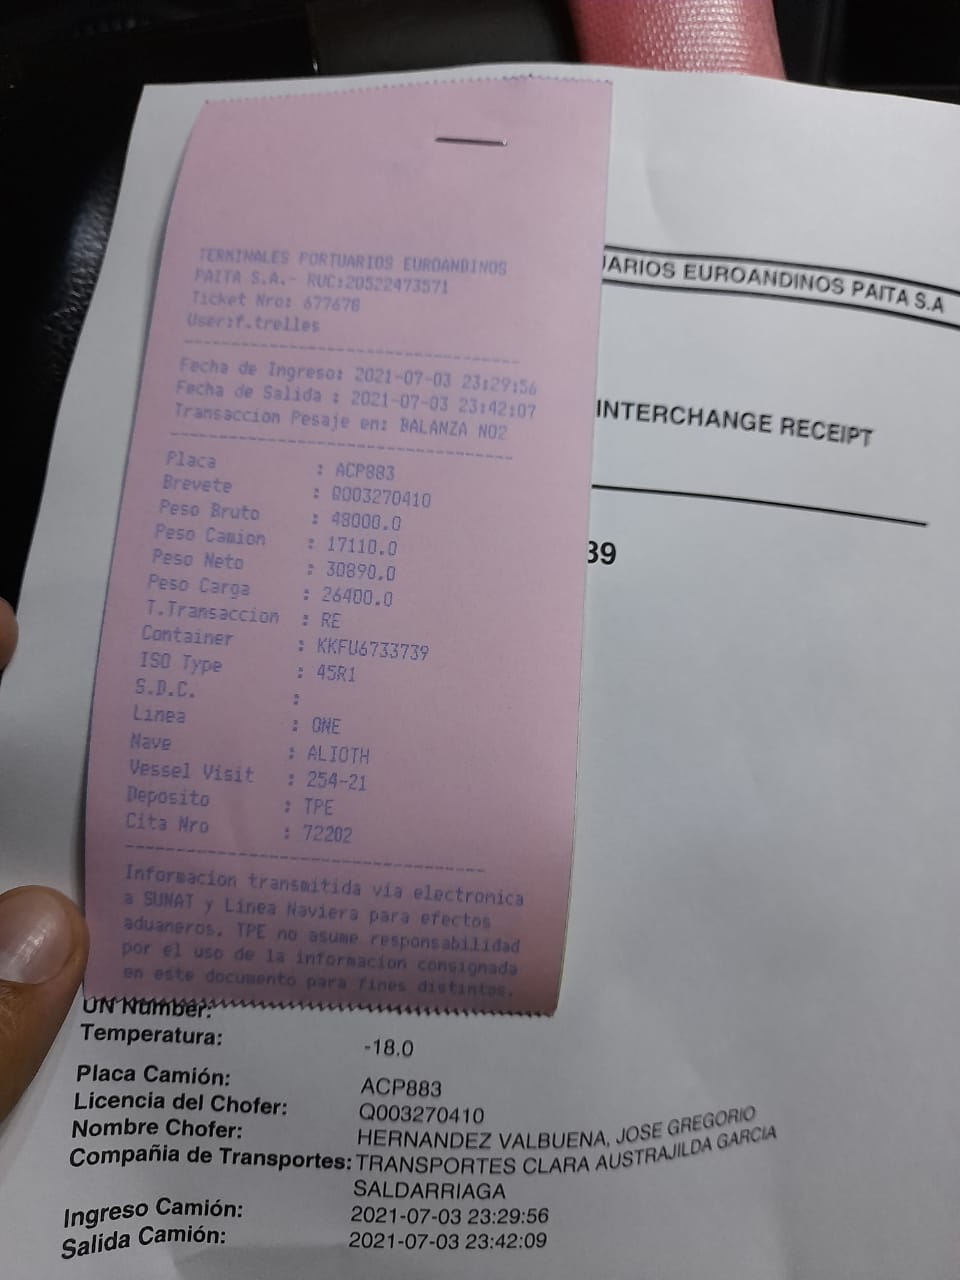 TERMINALES PORTUARIOS EUROANDINOS
PAITA S.A.- RUC:20522473571
Ticket Nro: 677678
User:f.trelles
Fecha de Ingreso: 2021-07-03 23:29:56
Fecha de Salida : 2021-07-03 23:42:07
Transaccion Pesaje en: BALANZA NO2
Placa : ACP883
Brevete : Q003270410
Peso Bruto : 48000.0
Peso Camion : 17110.0
Peso Neto : 30890.0
Peso Carga : 26400.0
T.Transaccion : RE
Container : KKFU6733739
ISO Type : 45R1
S.D.C. :
Linea : ONE
Nave : ALIOTH
Vessel Visit : 254-21
Deposito : TPE
Cita Nro : 72202
Informacion transmitida via electronica
a SUNAT y Linea Naviera para efectos
aduaneros. TPE no asume responsabilidad
por el uso de la informacion consignada
en este documento para fines distintos.
UARIOS EUROANDINOS PAITA S.A
INTERCHANGE RECEIPT
39
UN Number:
Temperatura: -18.0
Placa Camión: ACP883
Licencia del Chofer: Q003270410
Nombre Chofer: HERNANDEZ VALBUENA, JOSE GREGORIO
Compañia de Transportes: TRANSPORTES CLARA AUSTRAJILDA GARCIA
SALDARRIAGA
Ingreso Camión: 2021-07-03 23:29:56
Salida Camión: 2021-07-03 23:42:09